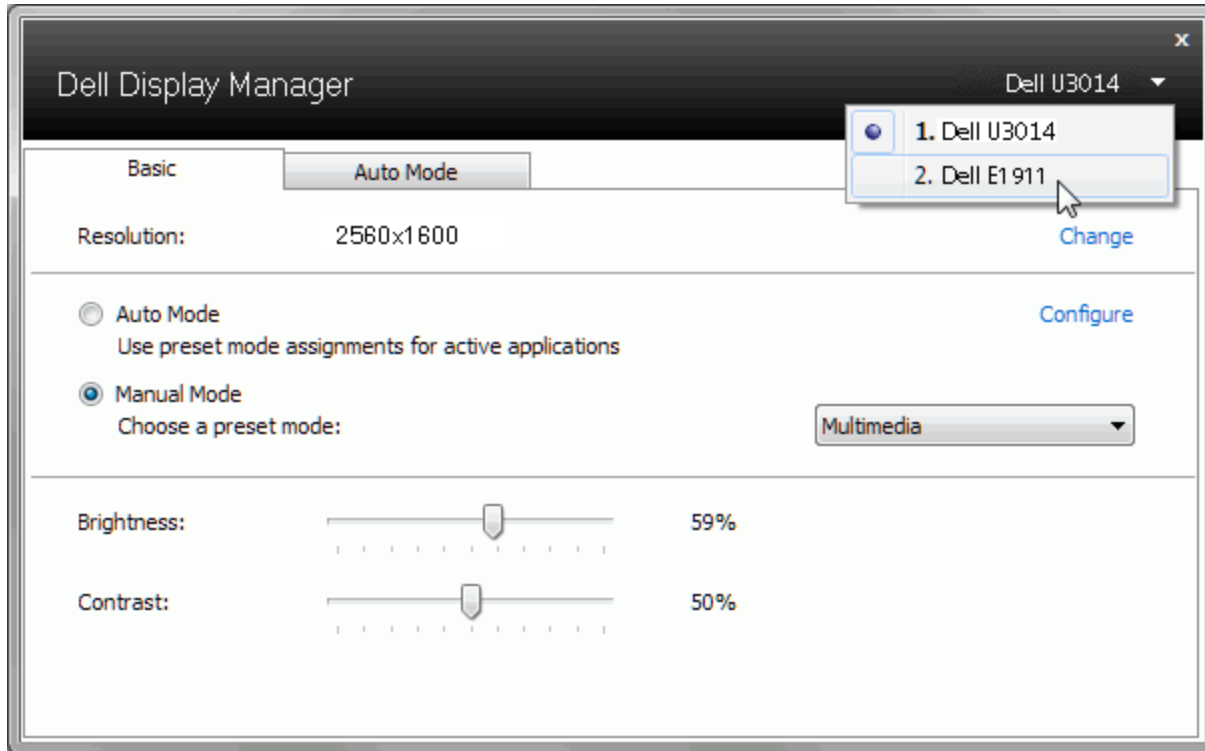 x
Dell Display Manager
Dell U3014
1. Dell U3014
2. Dell E1911
Basic
Auto Mode
Resolution:
2560x1600
Change
Auto Mode
Configure
Use preset mode assignments for active applications
Manual Mode
Choose a preset mode:
Multimedia
Brightness:
59%
Contrast:
50%